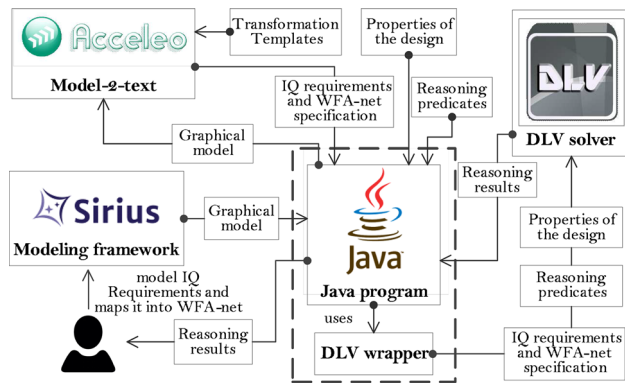 Acceleo
Model-2-text
Transformation
Templates
Properties of
the design
IQ requirements
and WFA-net
specification
Reasoning
predicates
DLV
DLV solver
Graphical
model
Reasoning
results
Sirius
Modeling framework
Graphical
model
Java
Java program
Properties of
the design
model IQ
Requirements and
maps it into WFA-net
Reasoning
predicates
uses
Reasoning
results
DLV wrapper
IQ requirements
and WFA-net
specification